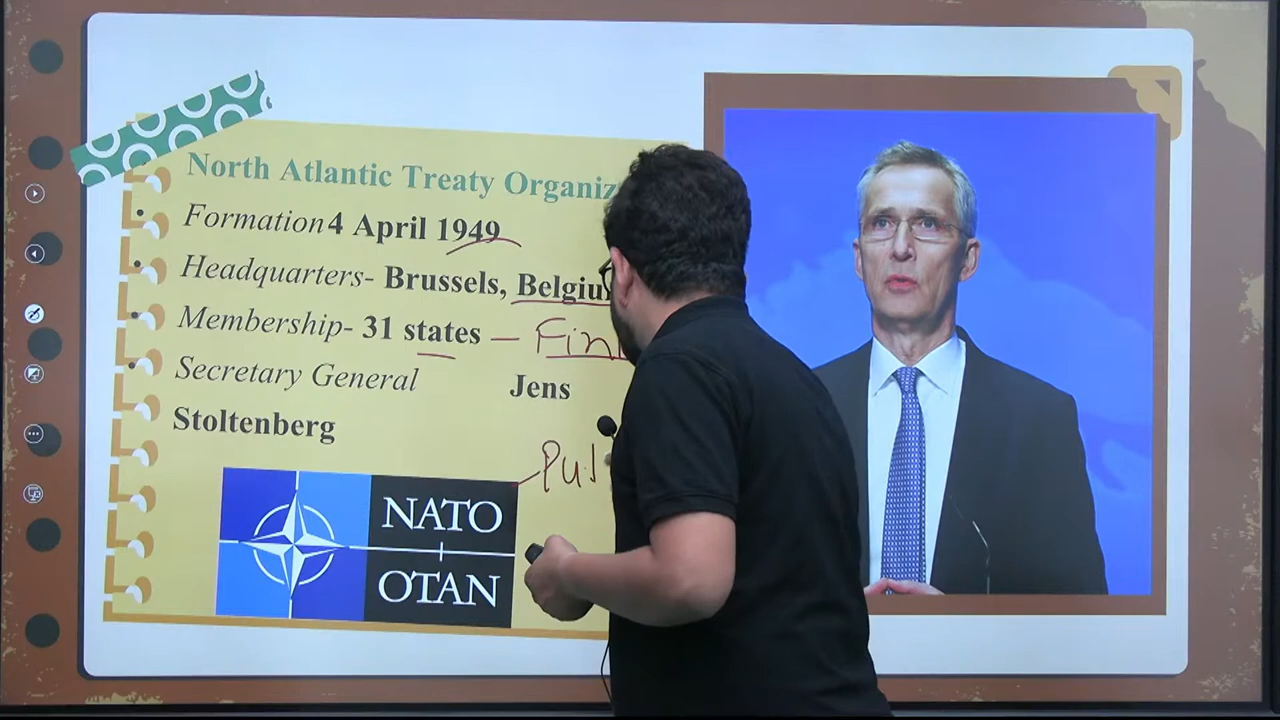 North Atlantic Treaty Organiz
Formation 4 April 1949
Headquarters- Brussels, Belgiu
Membership- 31 states – Fin
Secretary General Jens
Stoltenberg
Pul
NATO
OTAN